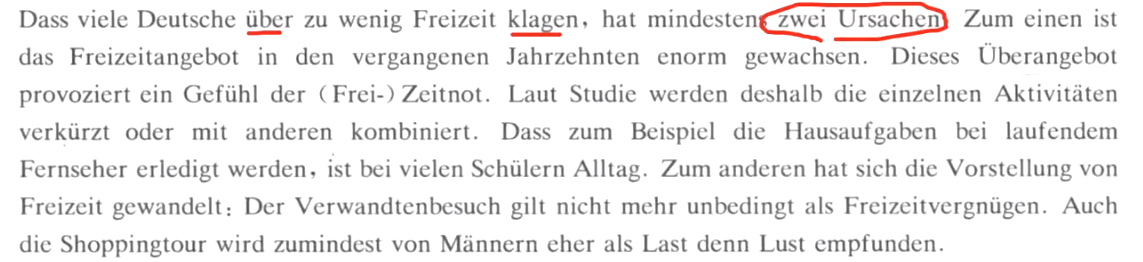 Dass viele Deutsche über zu wenig Freizeit klagen, hat mindestens zwei Ursachen. Zum einen ist
das Freizeitangebot in den vergangenen Jahrzehnten enorm gewachsen. Dieses Überangebot
provoziert ein Gefühl der (Frei-) Zeitnot. Laut Studie werden deshalb die einzelnen Aktivitäten
verkürzt oder mit anderen kombiniert. Dass zum Beispiel die Hausaufgaben bei laufendem
Fernseher erledigt werden, ist bei vielen Schülern Alltag. Zum anderen hat sich die Vorstellung von
Freizeit gewandelt: Der Verwandtenbesuch gilt nicht mehr unbedingt als Freizeitvergnügen. Auch
die Shoppingtour wird zumindest von Männern eher als Last denn Lust empfunden.